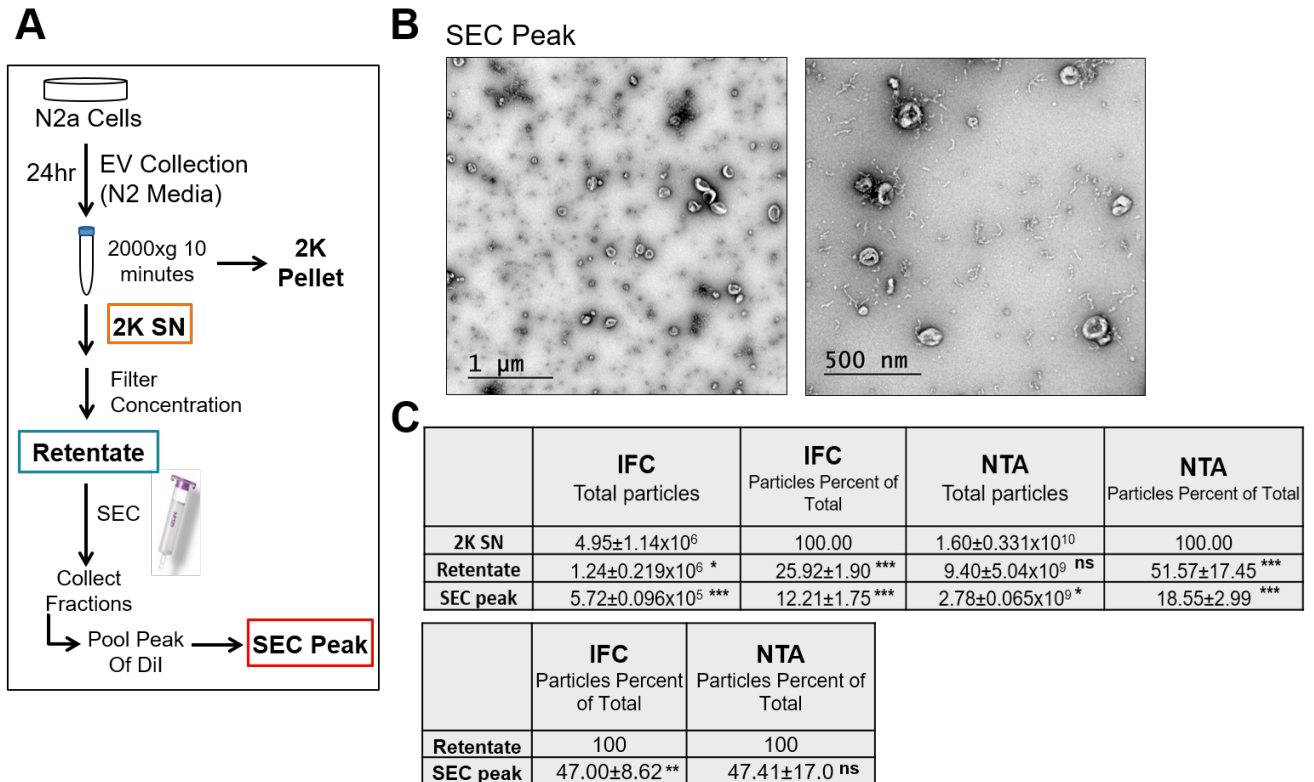 A
N2a Cells
24hr
EV Collection
(N2 Media)
2000xg 10
minutes
2K
Pellet
2K SN
Filter
Concentration
Retentate
SEC
Collect
Fractions
Pool Peak
Of DiI
SEC Peak
B
SEC Peak
1 µm
500 nm
C
IFC
Total particles
IFC
Particles Percent of
Total
NTA
Total particles
NTA
Particles Percent of Total
2K SN 4.95±1.14x10⁶ 100.00 1.60±0.331x10¹⁰ 100.00
Retentate 1.24±0.219x10⁶ * 25.92±1.90 *** 9.40±5.04x10⁹ ns 51.57±17.45 ***
SEC peak 5.72±0.096x10⁵ *** 12.21±1.75 *** 2.78±0.065x10⁹ * 18.55±2.99 ***
IFC
Particles Percent
of Total
NTA
Particles Percent of
Total
Retentate 100 100
SEC peak 47.00±8.62 ** 47.41±17.0 ns